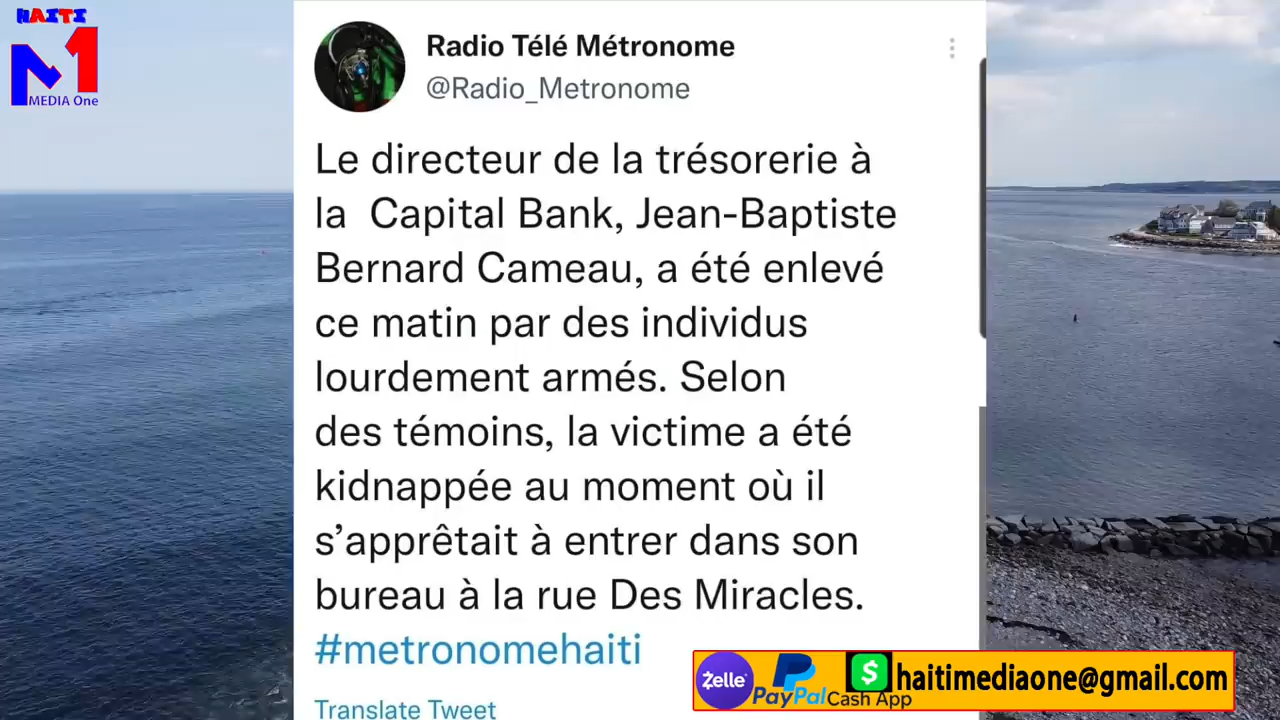 HAITI
M1
MEDIA One
Radio Télé Métronome
@Radio_Metronome
Le directeur de la trésorerie à
la Capital Bank, Jean-Baptiste
Bernard Cameau, a été enlevé
ce matin par des individus
lourdement armés. Selon
des témoins, la victime a été
kidnappée au moment où il
s’apprêtait à entrer dans son
bureau à la rue Des Miracles.
#metronomehaiti
Translate Tweet
Zelle
PayPal
$
Cash App
haitimediaone@gmail.com